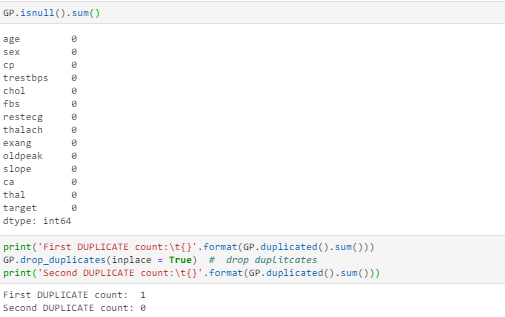 GP.isnull().sum()
age 0
sex 0
cp 0
trestbps 0
chol 0
fbs 0
restecg 0
thalach 0
exang 0
oldpeak 0
slope 0
ca 0
thal 0
target 0
dtype: int64
print('First DUPLICATE count:\t{}'.format(GP.duplicated().sum()))
GP.drop_duplicates(inplace = True)  #  drop duplitcates
print('Second DUPLICATE count:\t{}'.format(GP.duplicated().sum()))
First DUPLICATE count:  1
Second DUPLICATE count: 0